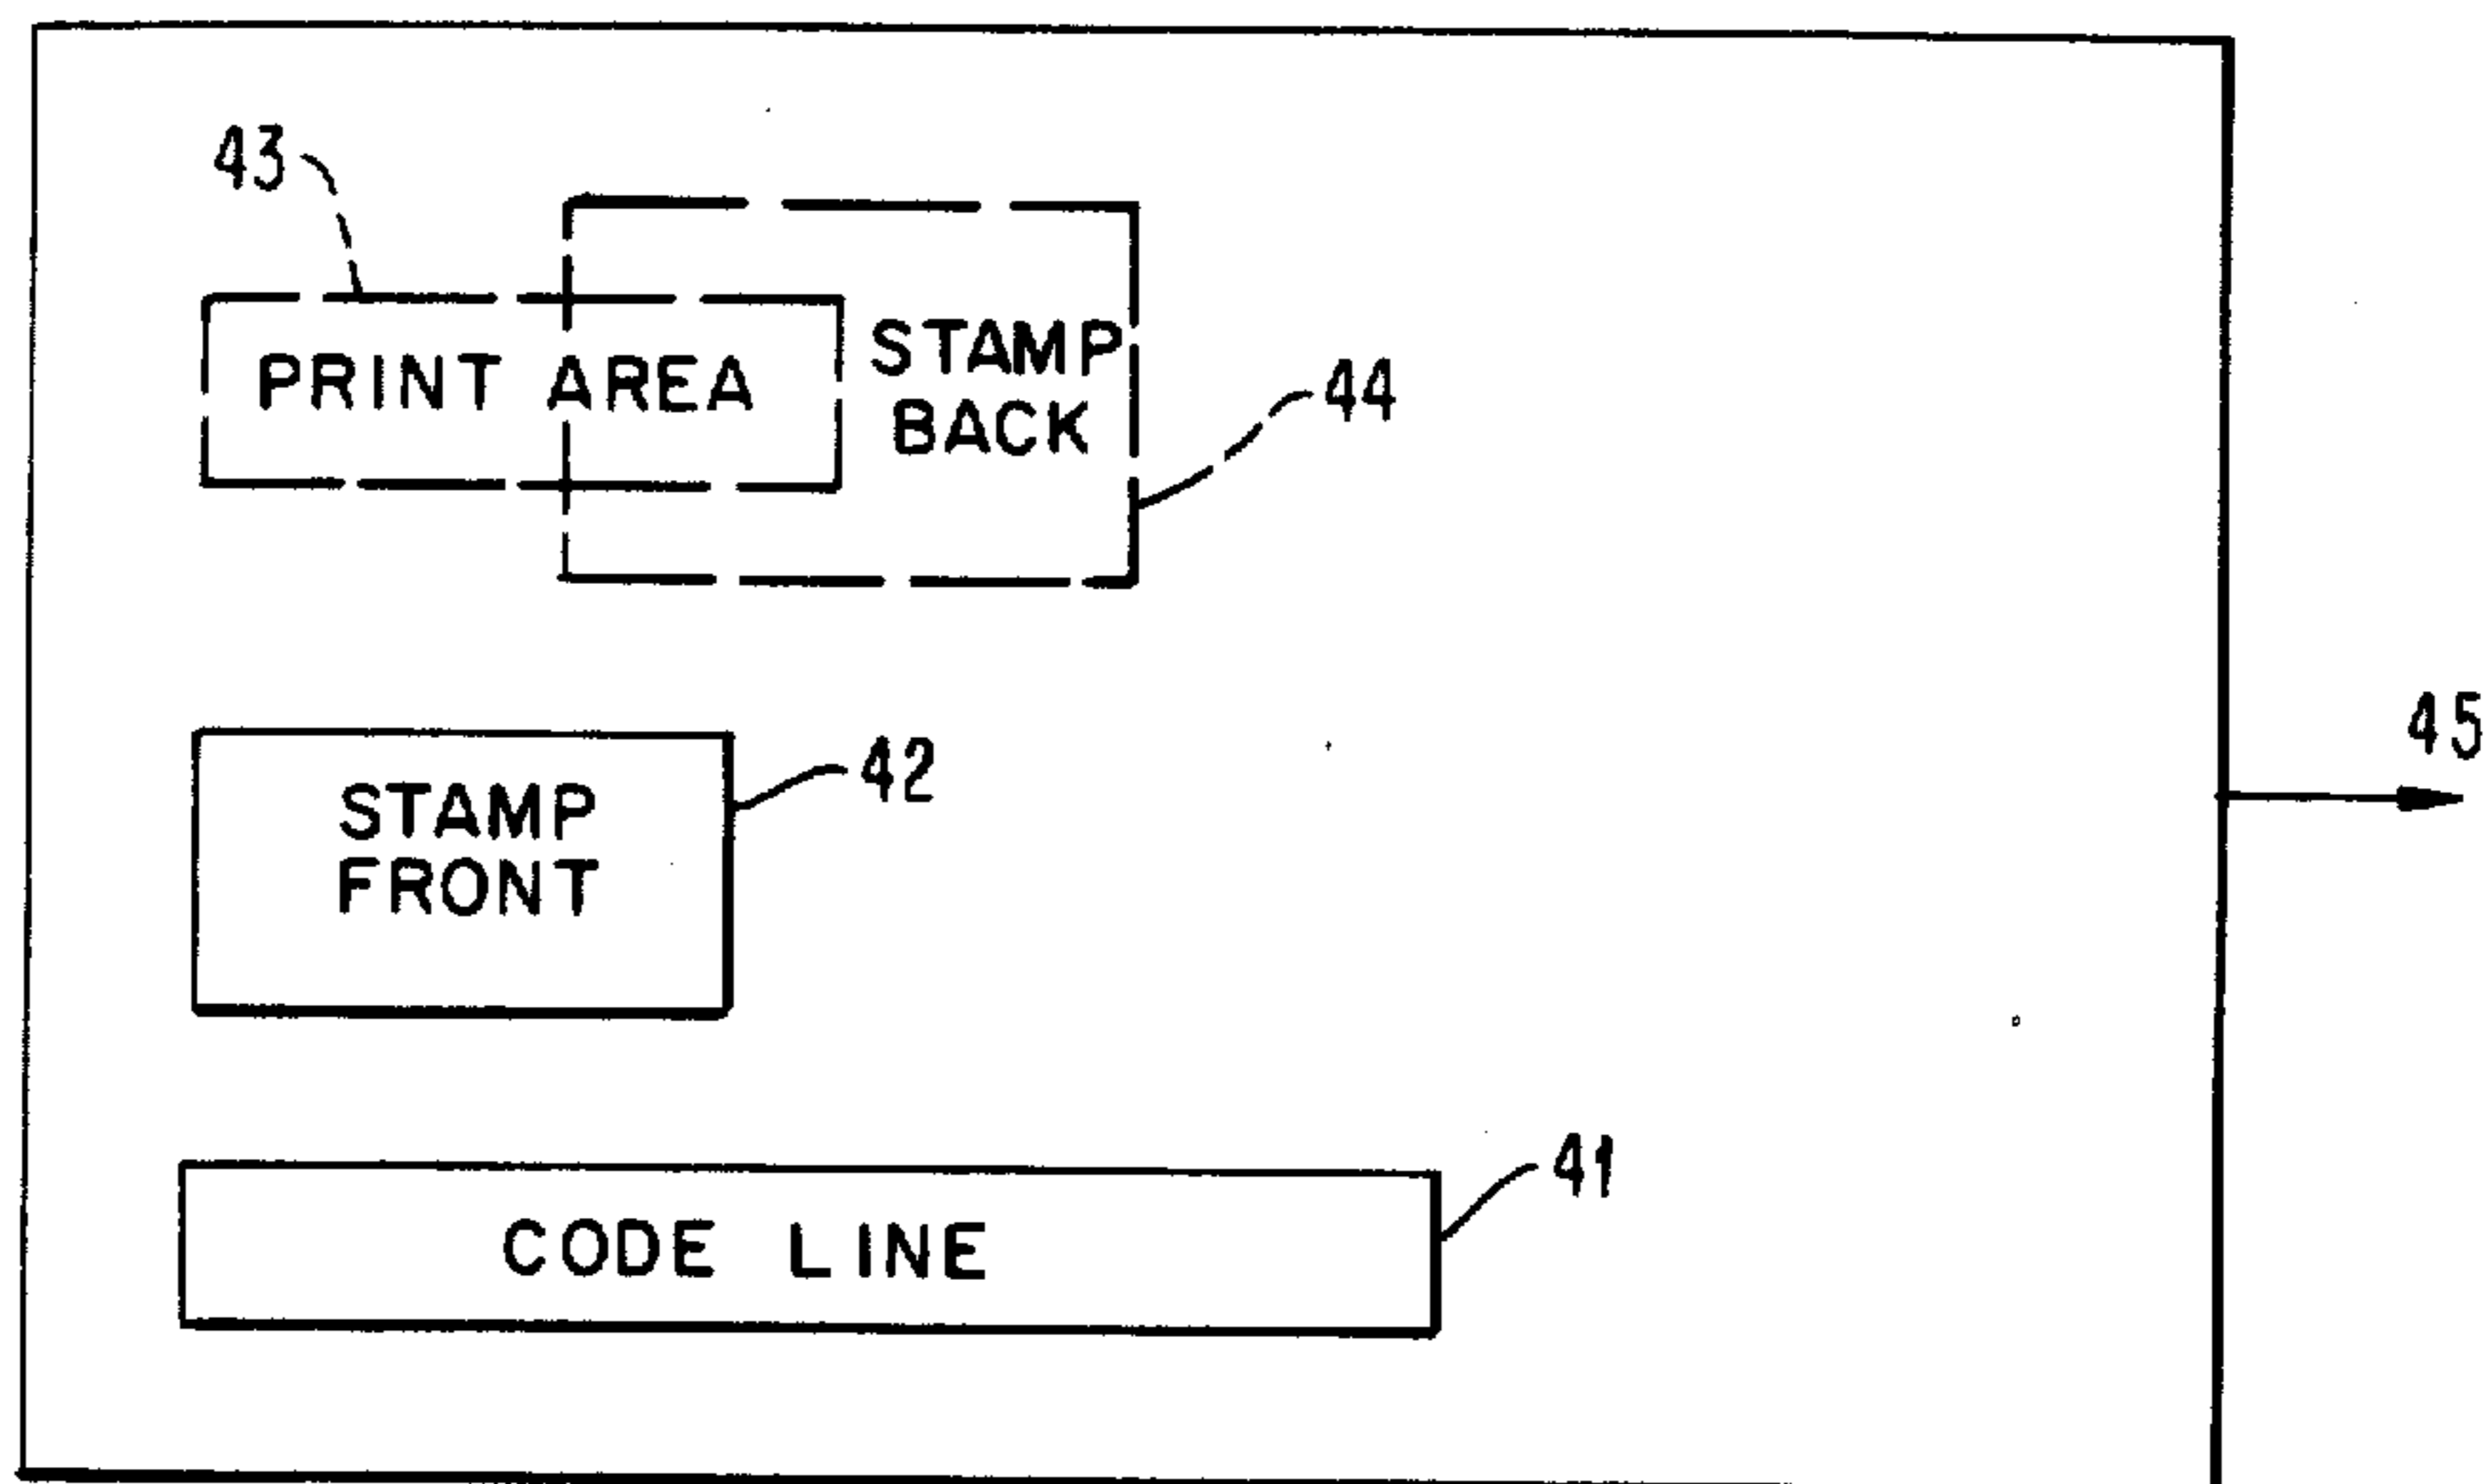 43
PRINT AREA
STAMP
BACK
44
45
STAMP
FRONT
42
41
CODE LINE